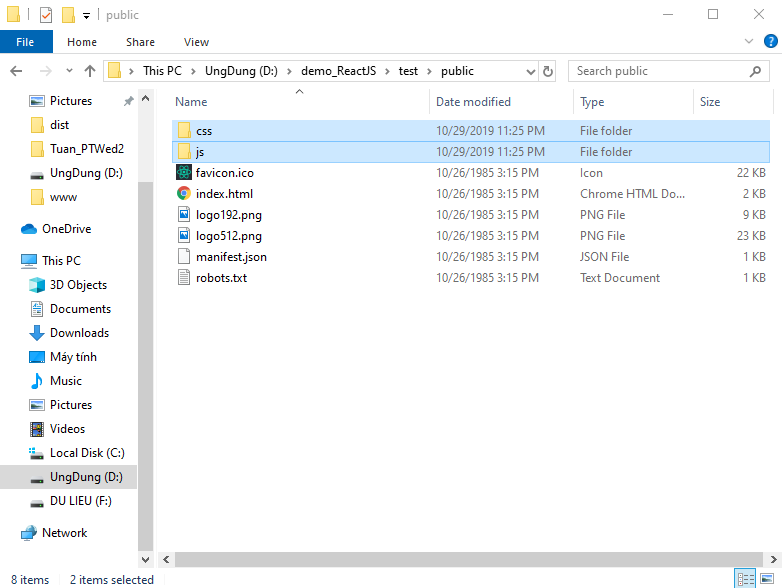 public
File Home Share View
This PC UngDung (D:) demo_ReactJS test public Search public
Name Date modified Type Size
css 10/29/2019 11:25 PM File folder
js 10/29/2019 11:25 PM File folder
favicon.ico 10/26/1985 3:15 PM Icon 22 KB
index.html 10/26/1985 3:15 PM Chrome HTML Do... 2 KB
logo192.png 10/26/1985 3:15 PM PNG File 9 KB
logo512.png 10/26/1985 3:15 PM PNG File 23 KB
manifest.json 10/26/1985 3:15 PM JSON File 1 KB
robots.txt 10/26/1985 3:15 PM Text Document 1 KB
Pictures
dist
Tuan_PTWed2
UngDung (D:)
www
OneDrive
This PC
3D Objects
Documents
Downloads
Máy tính
Music
Pictures
Videos
Local Disk (C:)
UngDung (D:)
DU LIEU (F:)
Network
8 items 2 items selected